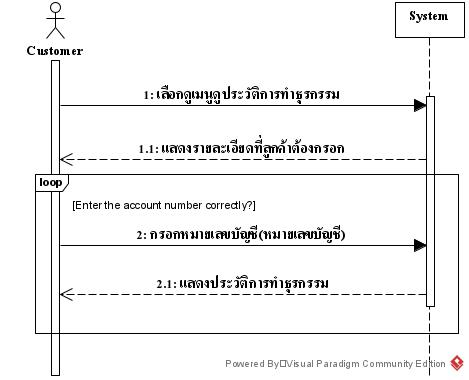 System
Customer
1: เลือกดูเมนูดูประวัติการทำธุรกรรม
1.1: แสดงรายละเอียดที่ลูกค้าต้องกรอก
loop
[Enter the account number correctly?]
2: กรอกหมายเลขบัญชี(หมายเลขบัญชี)
2.1: แสดงประวัติการทำธุรกรรม
Powered By Visual Paradigm Community Edition